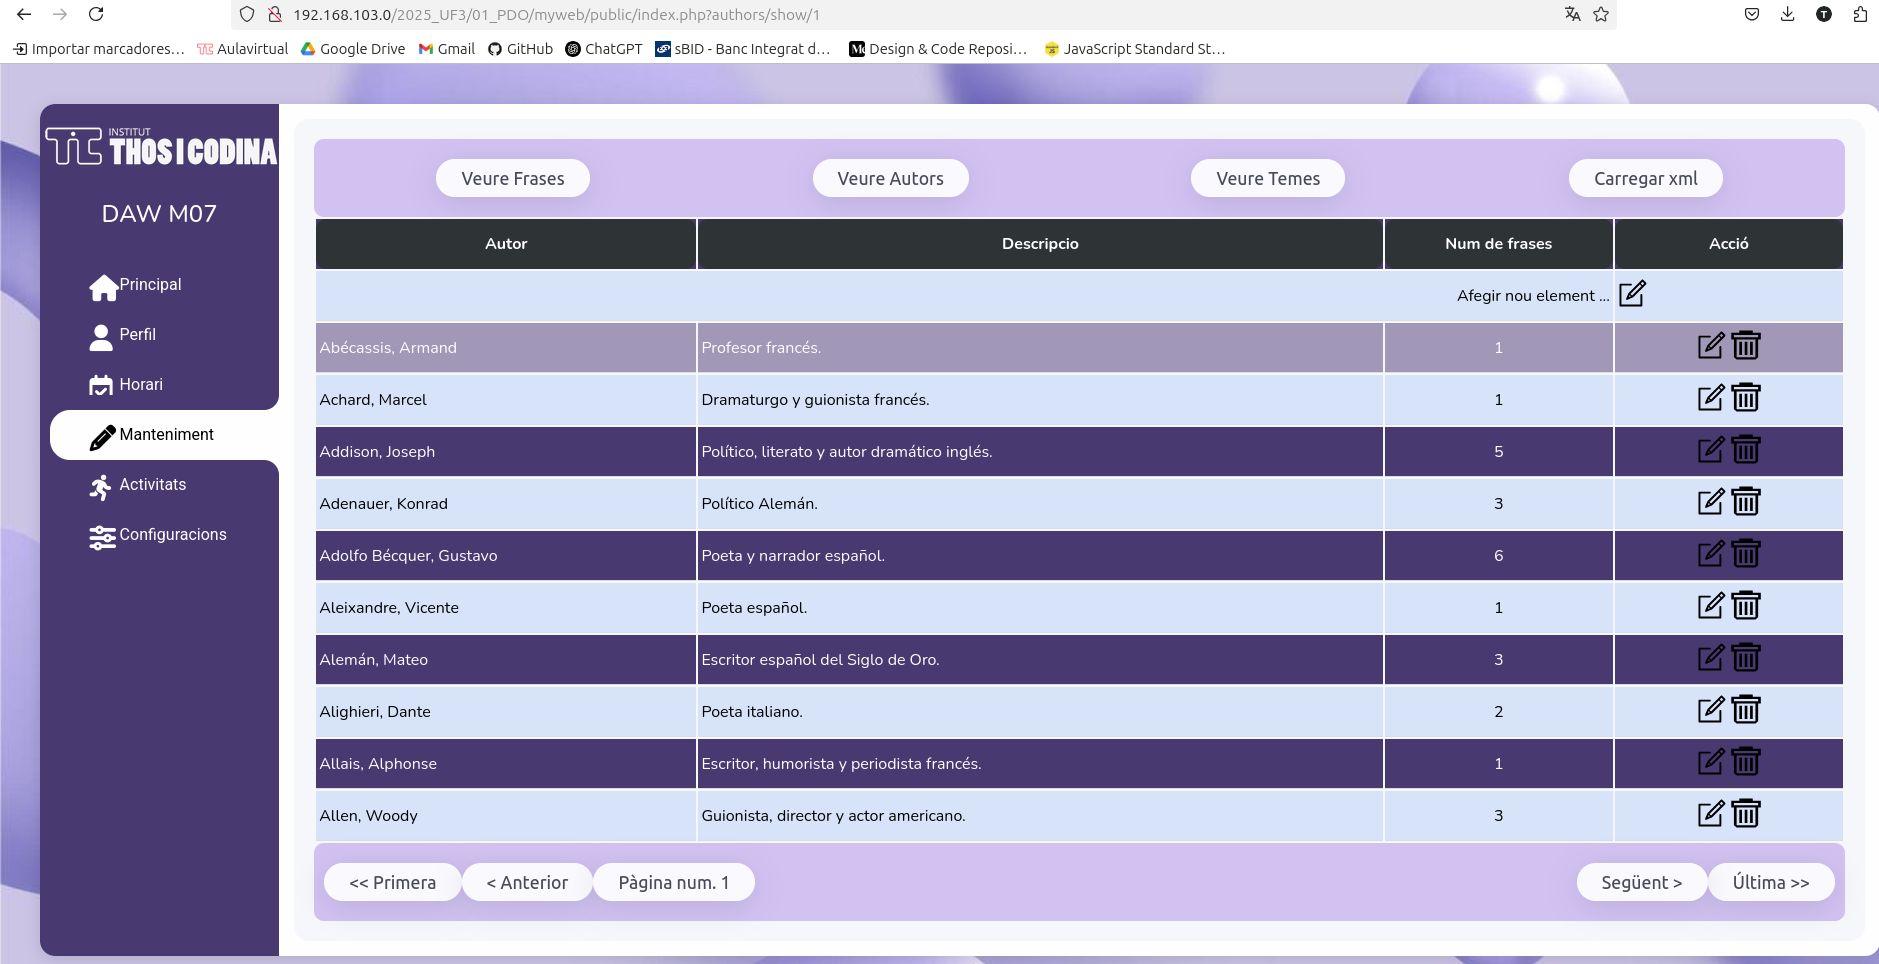 192.168.103.0/2025_UF3/01_PDO/myweb/public/index.php?authors/show/1
Importar marcadores… Aulavirtual Google Drive Gmail GitHub ChatGPT sBID - Banc Integrat d… Design & Code Reposi… JavaScript Standard St…
INSTITUT
THOS I CODINA
DAW M07
Principal
Perfil
Horari
Manteniment
Activitats
Configuracions
Veure Frases Veure Autors Veure Temes Carregar xml
Autor Descripcio Num de frases Acció
Afegir nou element ...
Abécassis, Armand Profesor francés. 1
Achard, Marcel Dramaturgo y guionista francés. 1
Addison, Joseph Político, literato y autor dramático inglés. 5
Adenauer, Konrad Político Alemán. 3
Adolfo Bécquer, Gustavo Poeta y narrador español. 6
Aleixandre, Vicente Poeta español. 1
Alemán, Mateo Escritor español del Siglo de Oro. 3
Alighieri, Dante Poeta italiano. 2
Allais, Alphonse Escritor, humorista y periodista francés. 1
Allen, Woody Guionista, director y actor americano. 3
<< Primera < Anterior Pàgina num. 1 Següent > Última >>